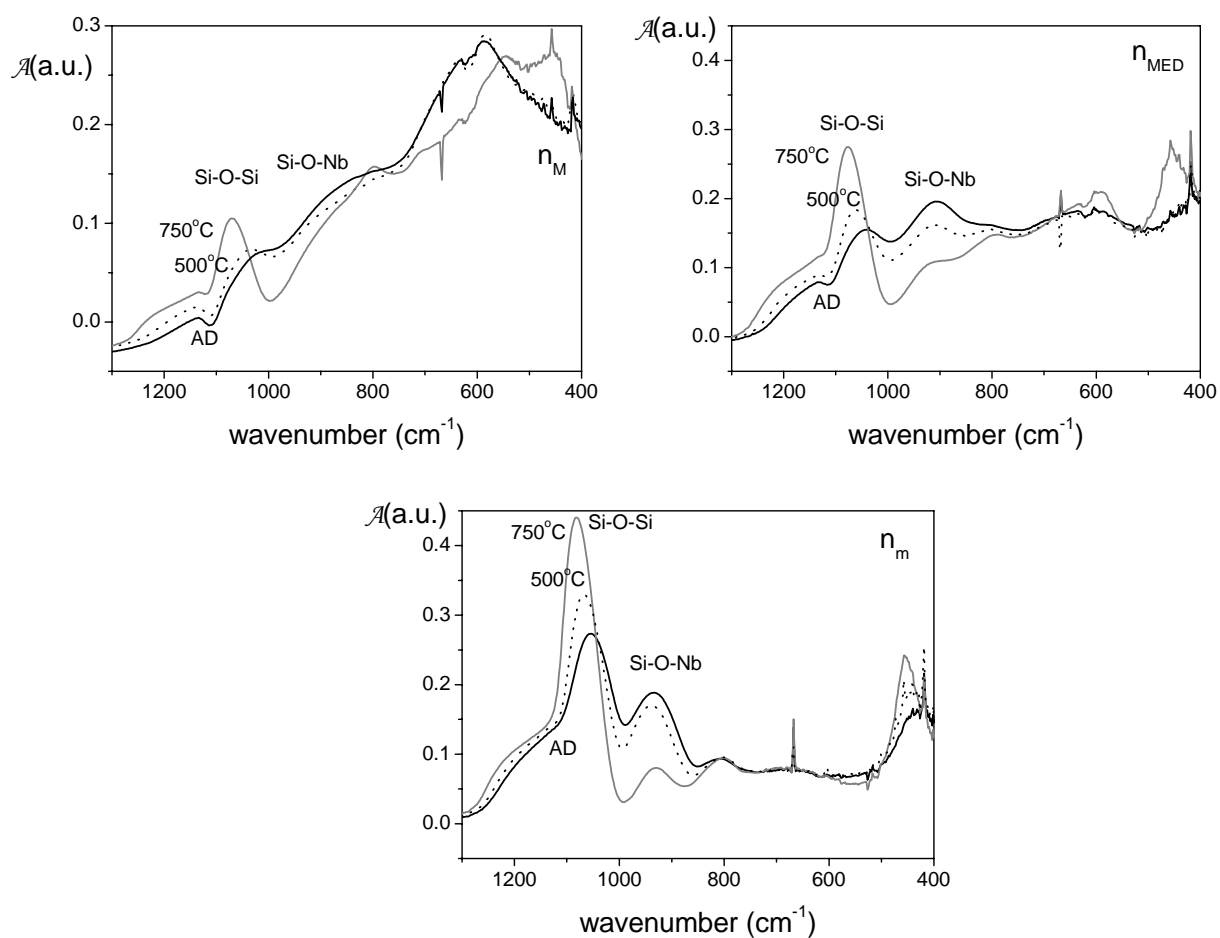 𝒜(a.u.)
0.3
0.2
0.1
0.0
Si-O-Si
Si-O-Nb
n_M
750°C
500°C
AD
1200 1000 800 600 400
wavenumber (cm⁻¹)
𝒜(a.u.)
0.4
0.3
0.2
0.1
0.0
n_MED
Si-O-Si
750°C
Si-O-Nb
500°C
AD
1200 1000 800 600 400
wavenumber (cm⁻¹)
𝒜(a.u.)
0.4
0.3
0.2
0.1
0.0
750°C
Si-O-Si
n_m
500°C
Si-O-Nb
AD
1200 1000 800 600 400
wavenumber (cm⁻¹)